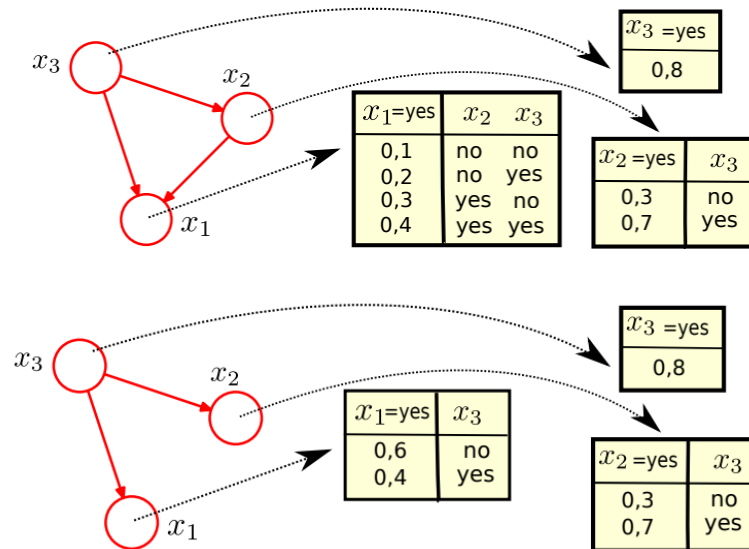 x3
x2
x1
x3 =yes
0,8
x1=yes x2 x3
0,1 no no
0,2 no yes
0,3 yes no
0,4 yes yes
x2=yes x3
0,3 no
0,7 yes
x3
x2
x1
x3 =yes
0,8
x1=yes x3
0,6 no
0,4 yes
x2=yes x3
0,3 no
0,7 yes